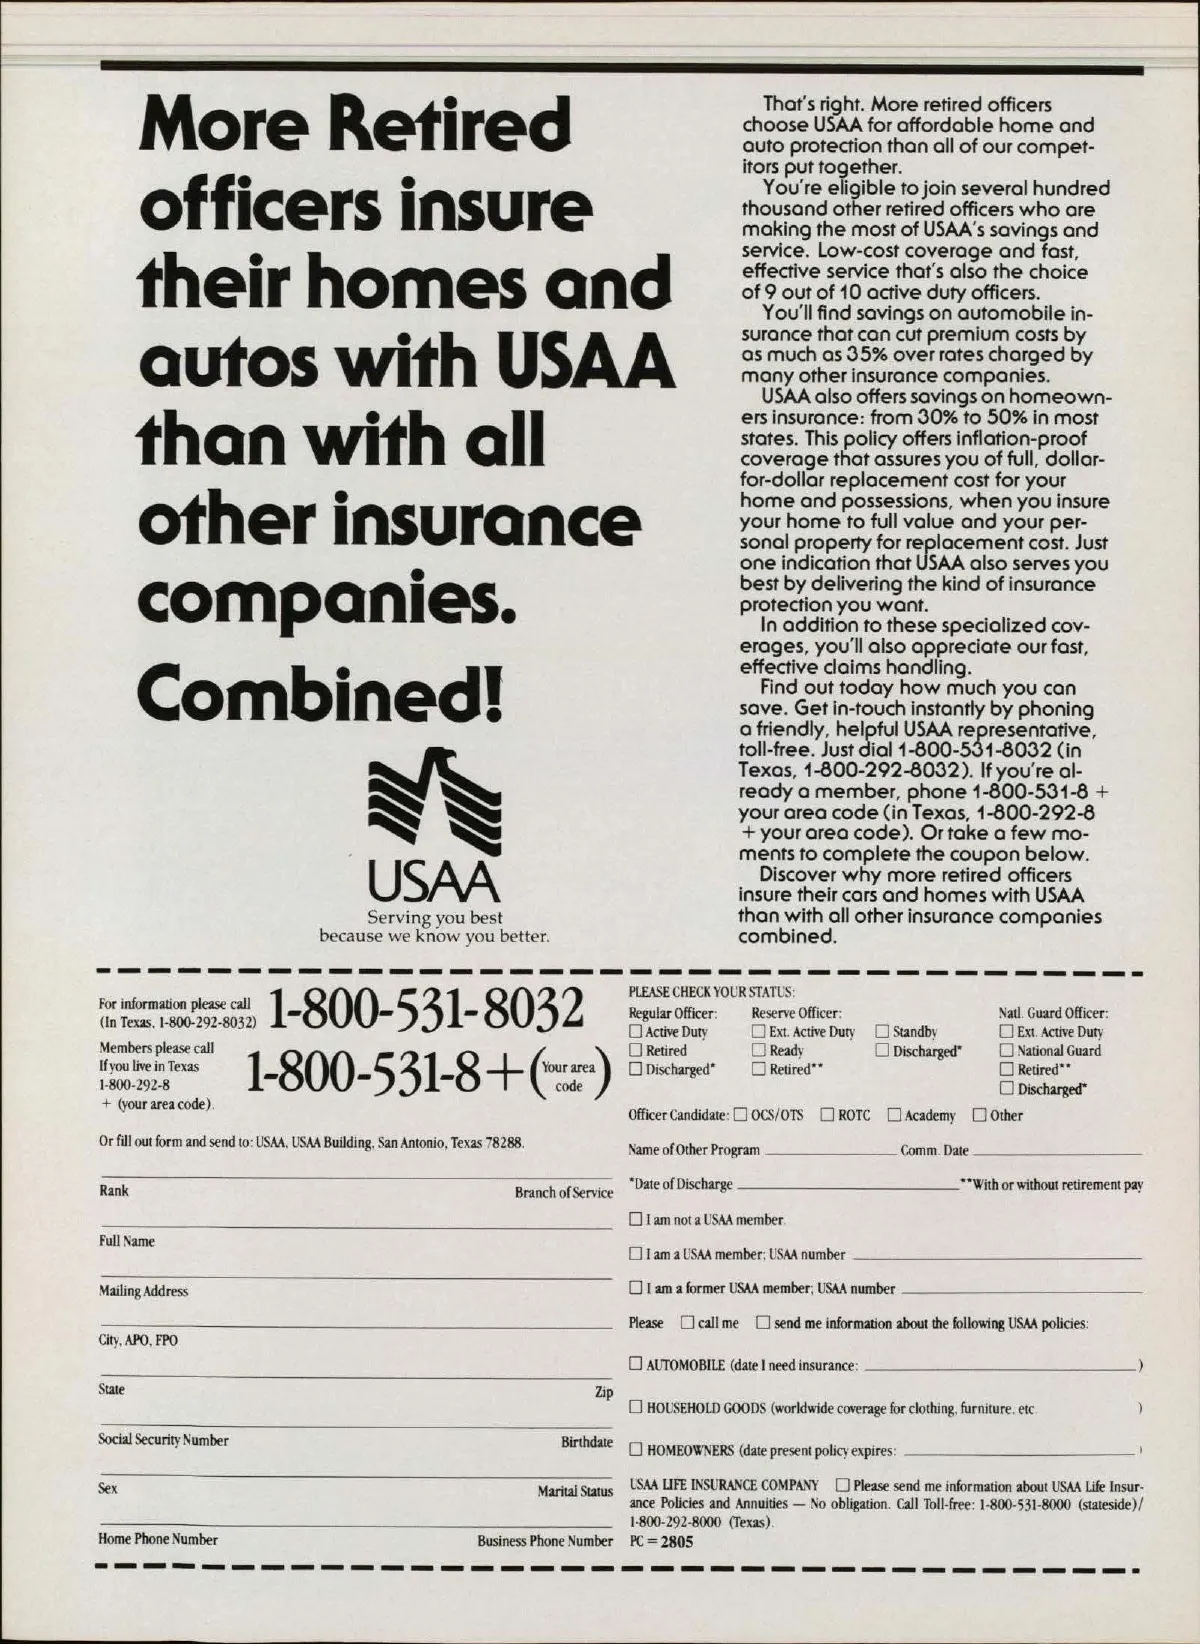 More Retired
officers insure
their homes and
autos with USAA
than with all
other insurance
companies.
Combined!
USAA
Serving you best
because we know you better.
That's right. More retired officers
choose USAA for affordable home and
auto protection than all of our compet-
itors put together.
You're eligible to join several hundred
thousand other retired officers who are
making the most of USAA's savings and
service. Low-cost coverage and fast,
effective service that's also the choice
of 9 out of 10 active duty officers.
You'll find savings on automobile in-
surance that can cut premium costs by
as much as 35% over rates charged by
many other insurance companies.
USAA also offers savings on homeown-
ers insurance: from 30% to 50% in most
states. This policy offers inflation-proof
coverage that assures you of full, dollar-
for-dollar replacement cost for your
home and possessions, when you insure
your home to full value and your per-
sonal property for replacement cost. Just
one indication that USAA also serves you
best by delivering the kind of insurance
protection you want.
In addition to these specialized cov-
erages, you'll also appreciate our fast,
effective claims handling.
Find out today how much you can
save. Get in-touch instantly by phoning
a friendly, helpful USAA representative,
toll-free. Just dial 1-800-531-8032 (in
Texas, 1-800-292-8032). If you're al-
ready a member, phone 1-800-531-8 +
your area code (in Texas, 1-800-292-8
+ your area code). Or take a few mo-
ments to complete the coupon below.
Discover why more retired officers
insure their cars and homes with USAA
than with all other insurance companies
combined.
For information please call
(In Texas, 1-800-292-8032)
1-800-531-8032
Members please call
If you live in Texas
1-800-292-8
+ (your area code).
1-800-531-8+(Your area code)
Or fill out form and send to: USAA, USAA Building, San Antonio, Texas 78288.
Rank Branch of Service
Full Name
Mailing Address
City, APO, FPO
State Zip
Social Security Number Birthdate
Sex Marital Status
Home Phone Number Business Phone Number
PLEASE CHECK YOUR STATUS:
Regular Officer: Reserve Officer: Natl. Guard Officer:
Active Duty Ext. Active Duty Standby Ext. Active Duty
Retired Ready Discharged* National Guard
Discharged* Retired** Retired**
Discharged*
Officer Candidate: OCS/OTS ROTC Academy Other
Name of Other Program Comm. Date
*Date of Discharge **With or without retirement pay
I am not a USAA member.
I am a USAA member; USAA number
I am a former USAA member; USAA number
Please call me send me information about the following USAA policies:
AUTOMOBILE (date I need insurance: )
HOUSEHOLD GOODS (worldwide coverage for clothing, furniture, etc. )
HOMEOWNERS (date present policy expires: )
USAA LIFE INSURANCE COMPANY Please send me information about USAA Life Insur-
ance Policies and Annuities — No obligation. Call Toll-free: 1-800-531-8000 (stateside)/
1-800-292-8000 (Texas).
PC = 2805